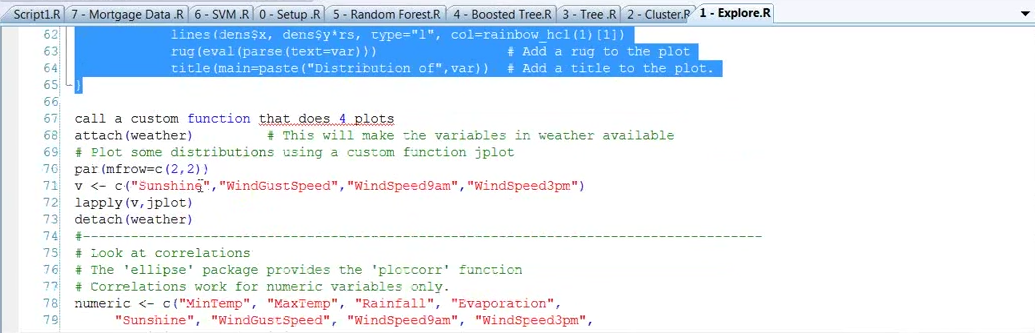 Script1.R 7 - Mortgage Data .R 6 - SVM .R 0 - Setup .R 5 - Random Forest.R 4 - Boosted Tree.R 3 - Tree .R 2 - Cluster.R 1 - Explore.R
62 lines(dens$x, dens$y*rs, type="l", col=rainbow_hcl(1)[1])
63 rug(eval(parse(text=var))) # Add a rug to the plot
64 title(main=paste("Distribution of",var)) # Add a title to the plot.
65 }
66
67 call a custom function that does 4 plots
68 attach(weather) # This will make the variables in weather available
69 # Plot some distributions using a custom function jplot
70 par(mfrow=c(2,2))
71 v <- c("Sunshine","WindGustSpeed","WindSpeed9am","WindSpeed3pm")
72 lapply(v,jplot)
73 detach(weather)
74 #------------------------------------------------------------------------------------
75 # Look at correlations
76 # The 'ellipse' package provides the 'plotcorr' function
77 # Correlations work for numeric variables only.
78 numeric <- c("MinTemp", "MaxTemp", "Rainfall", "Evaporation",
79 "Sunshine", "WindGustSpeed", "WindSpeed9am", "WindSpeed3pm",